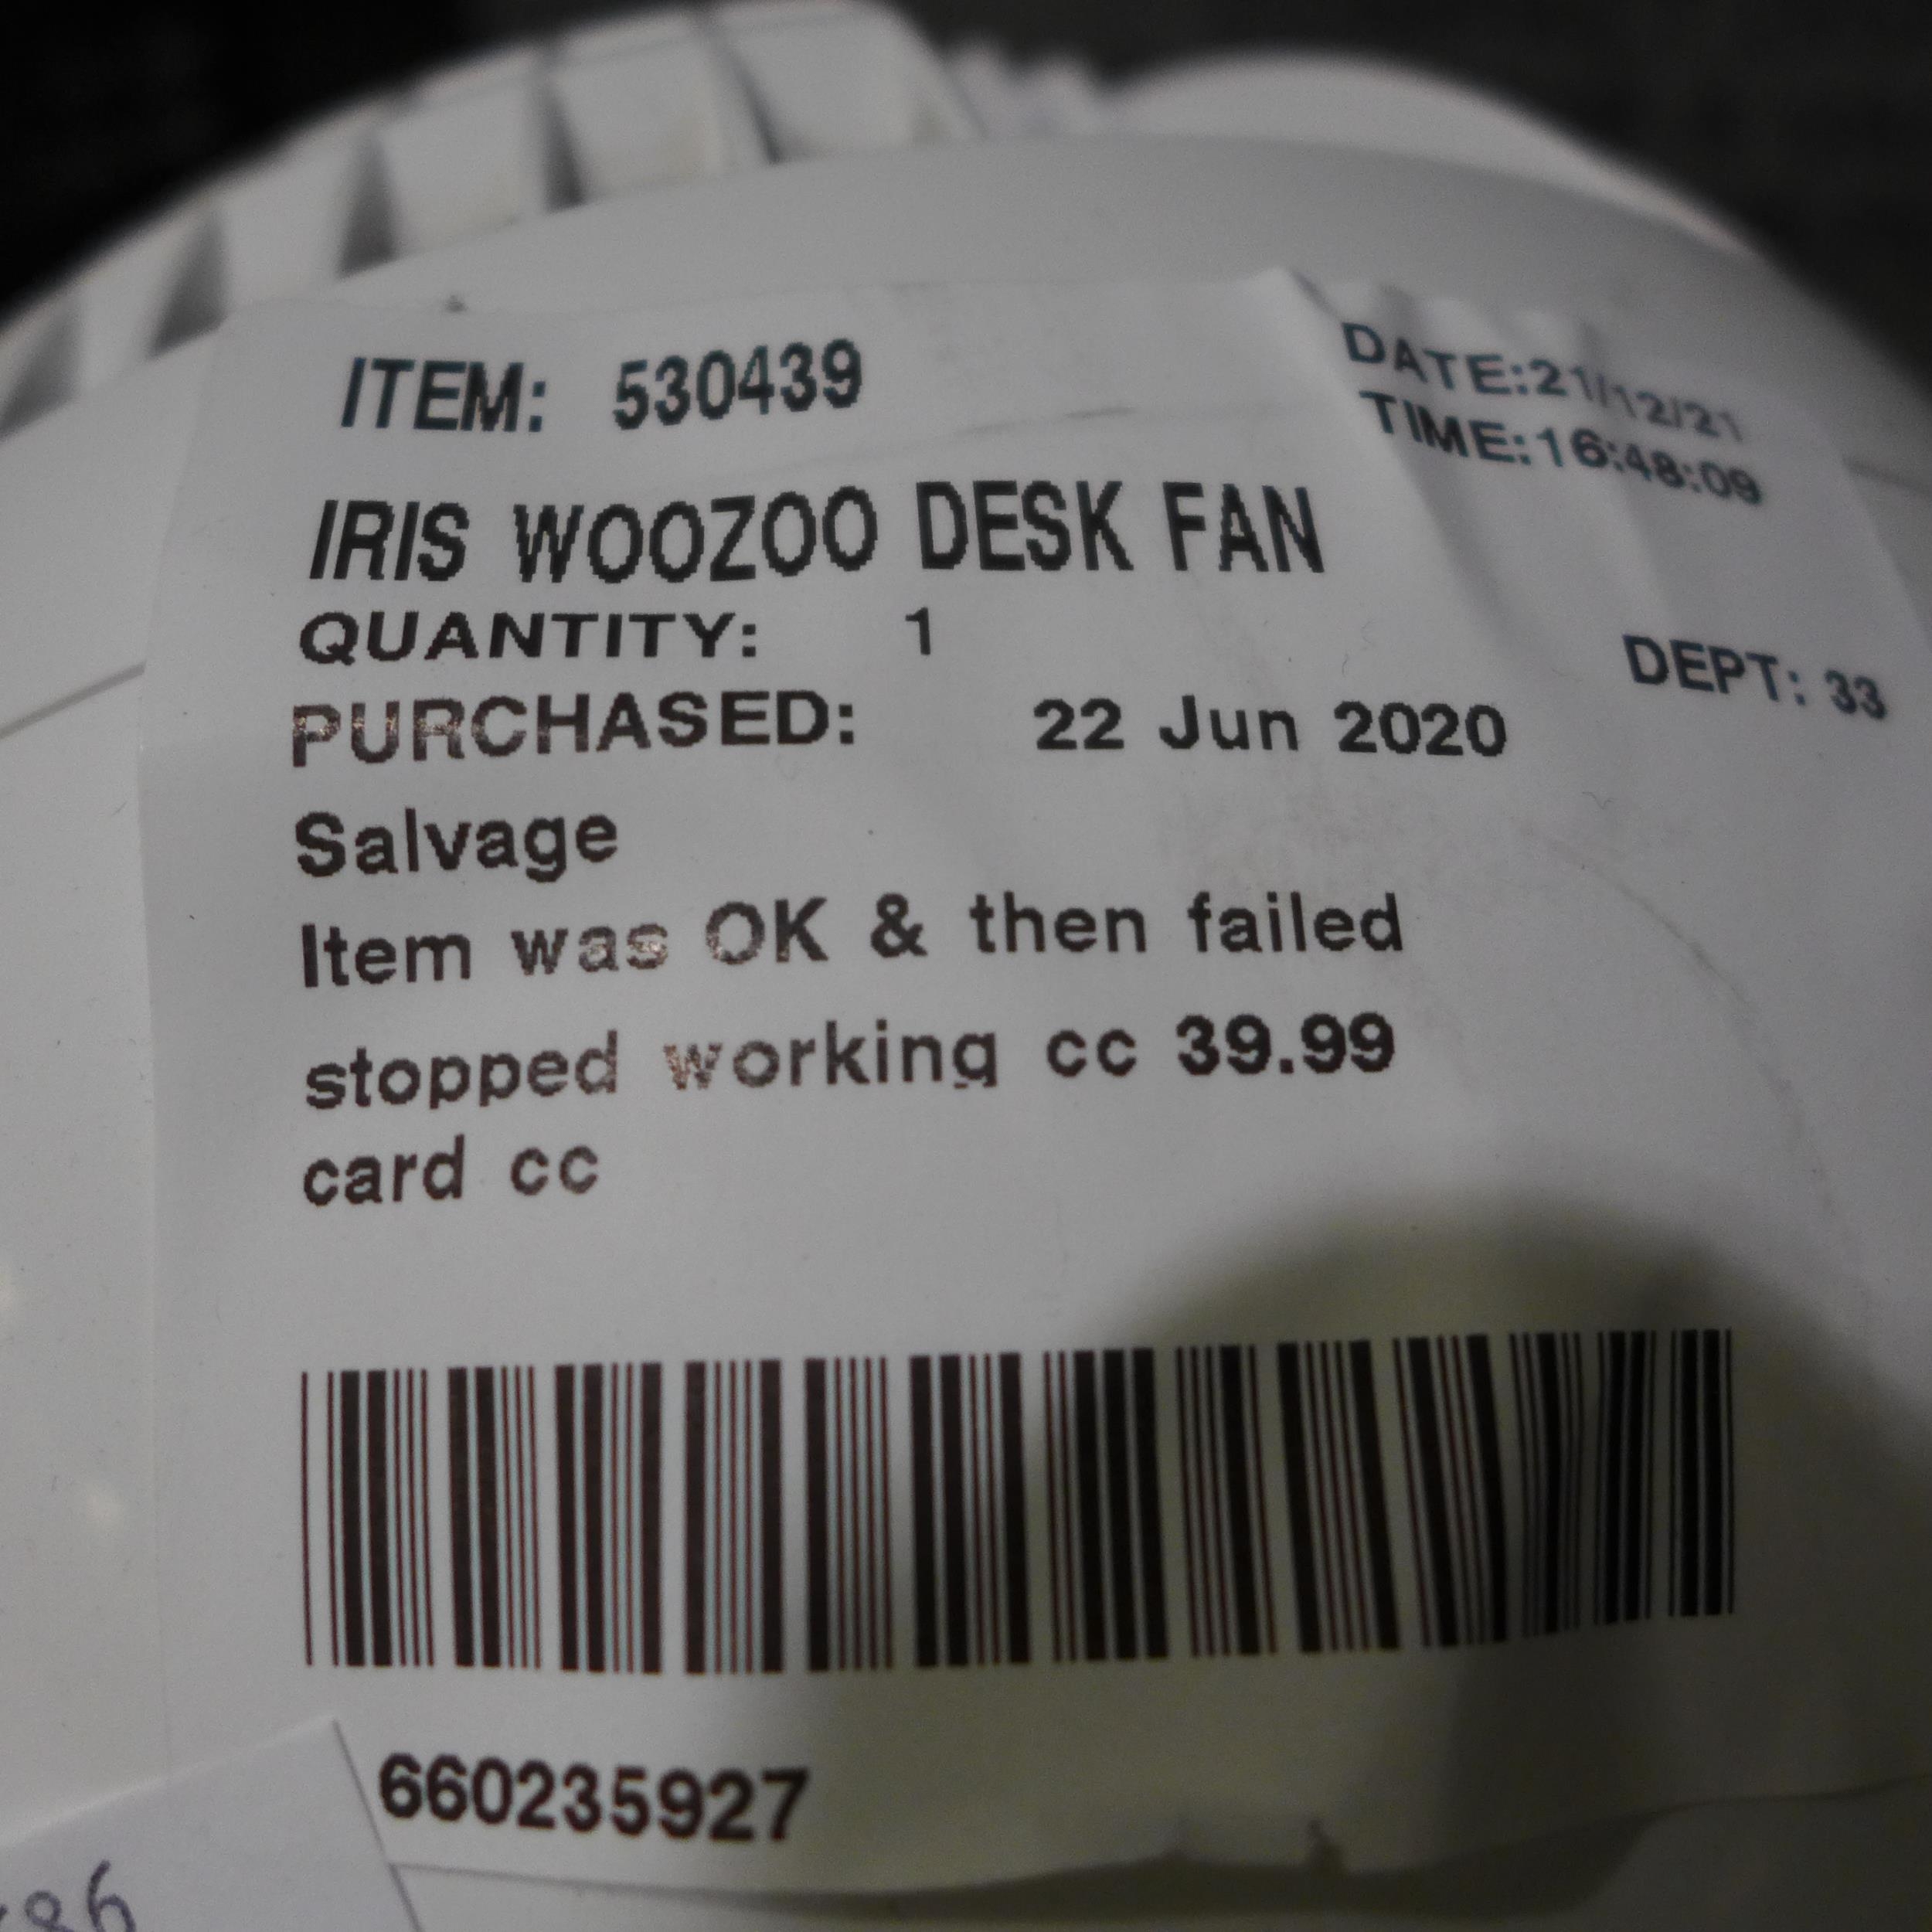 ITEM: 530439
DATE:21/12/21
TIME:16:48:09
IRIS WOOZOO DESK FAN
QUANTITY: 1
DEPT: 33
PURCHASED: 22 Jun 2020
Salvage
Item was OK & then failed
stopped working cc 39.99
card cc
660235927
86